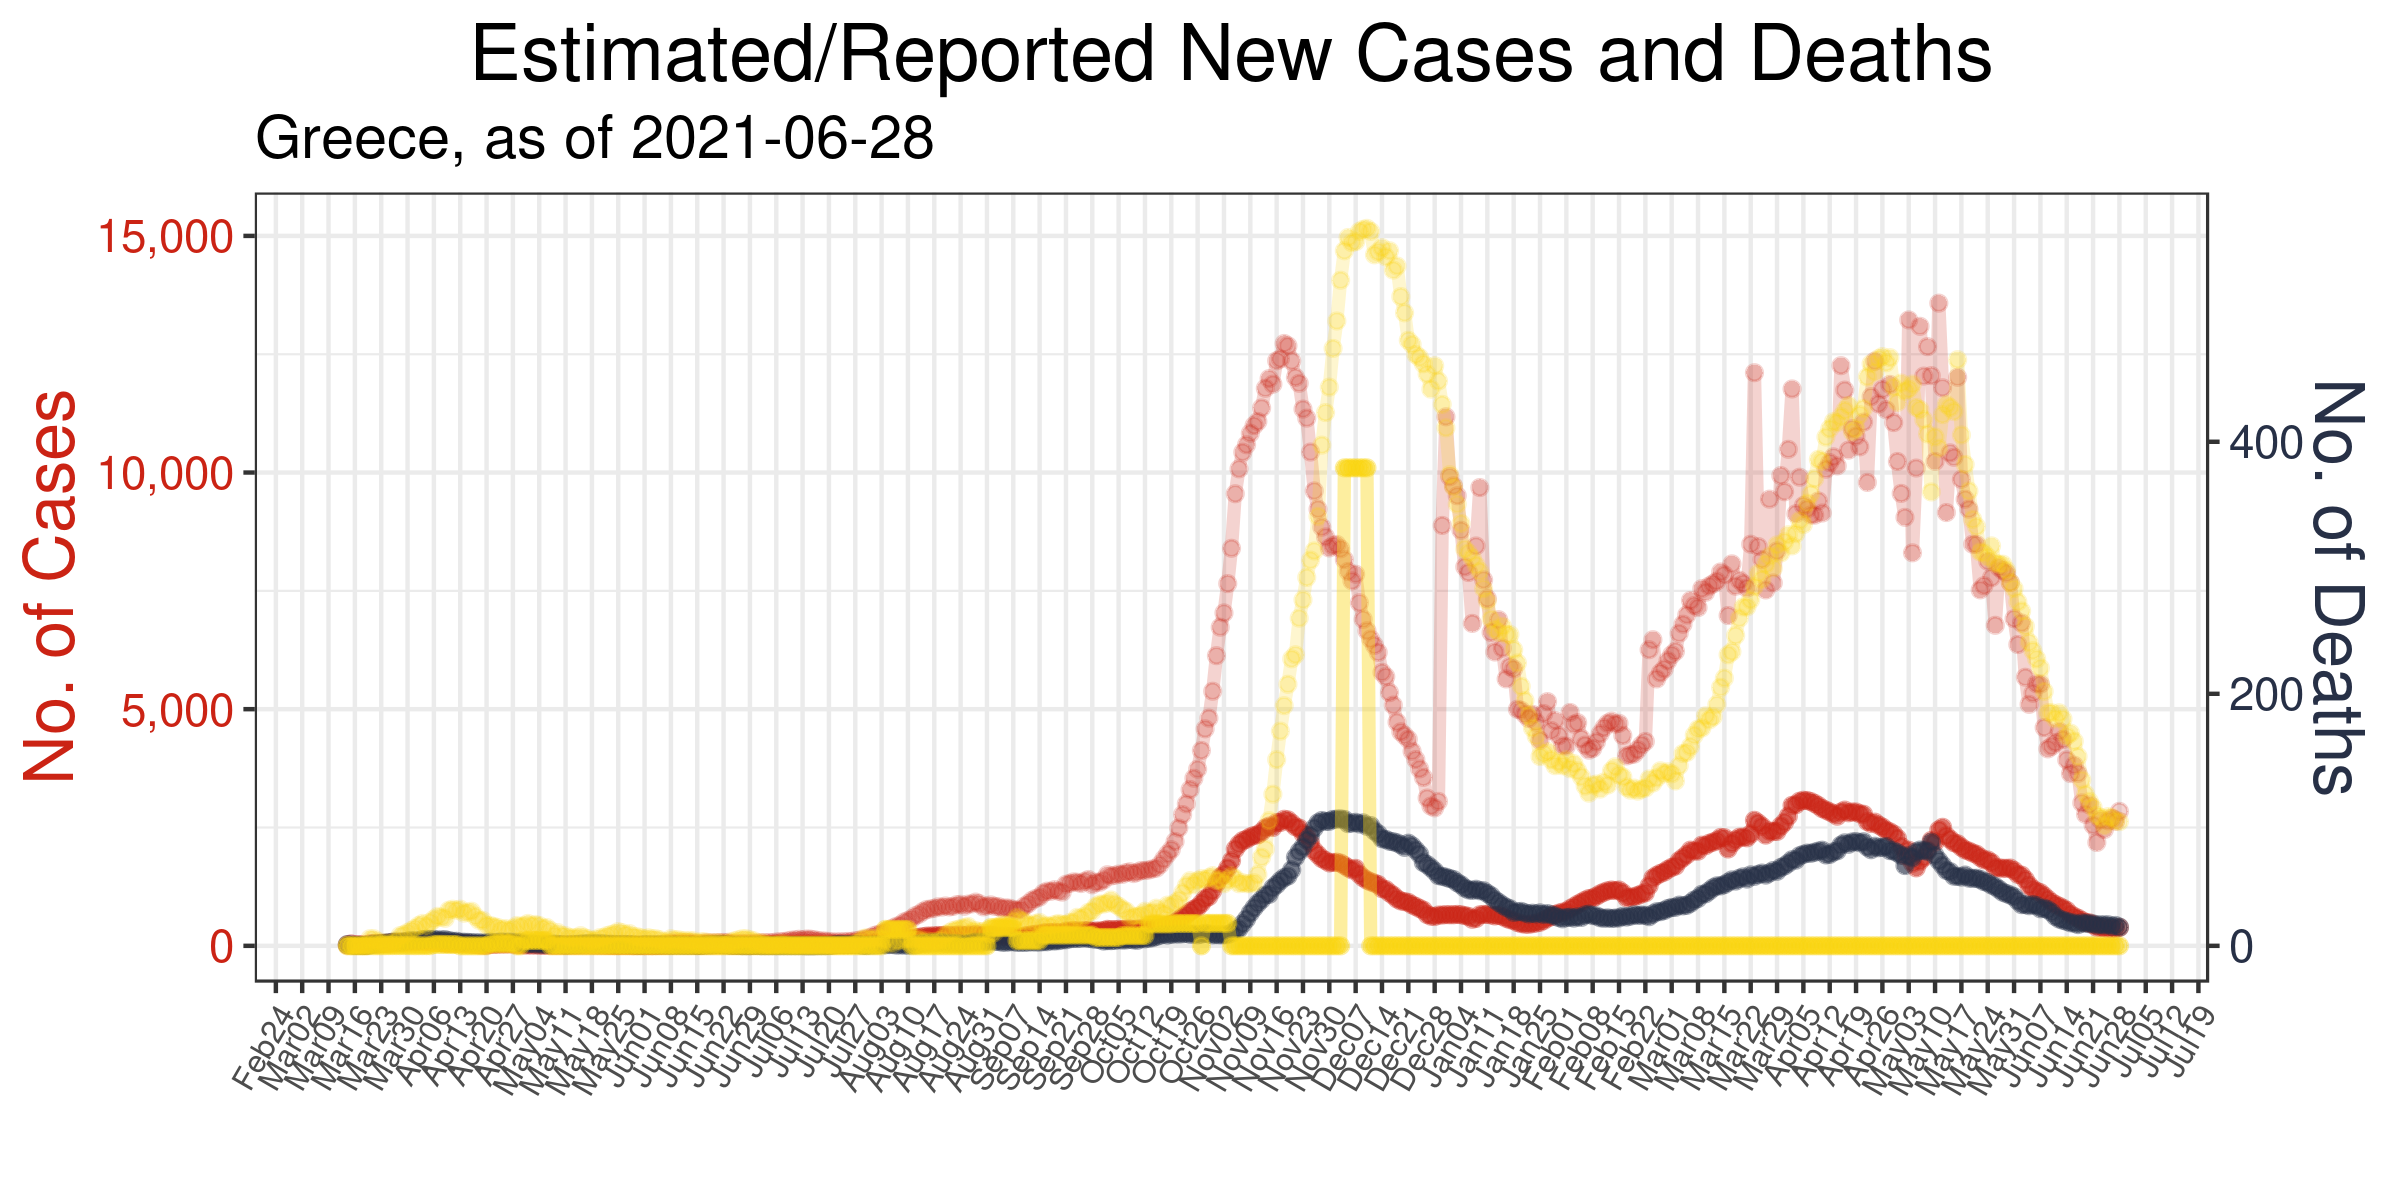 Estimated/Reported New Cases and Deaths
Greece, as of 2021-06-28
No. of Cases
15,000
10,000
5,000
0
400
200
0
No. of Deaths
Feb24
Mar02
Mar09
Mar16
Mar23
Mar30
Apr06
Apr13
Apr20
Apr27
May04
May11
May18
May25
Jun01
Jun08
Jun15
Jun22
Jun29
Jul06
Jul13
Jul20
Jul27
Aug03
Aug10
Aug17
Aug24
Aug31
Sep07
Sep14
Sep21
Sep28
Oct05
Oct12
Oct19
Oct26
Nov02
Nov09
Nov16
Nov23
Nov30
Dec07
Dec14
Dec21
Dec28
Jan04
Jan11
Jan18
Jan25
Feb01
Feb08
Feb15
Feb22
Mar01
Mar08
Mar15
Mar22
Mar29
Apr05
Apr12
Apr19
Apr26
May03
May10
May17
May24
May31
Jun07
Jun14
Jun21
Jun28
Jul05
Jul12
Jul19